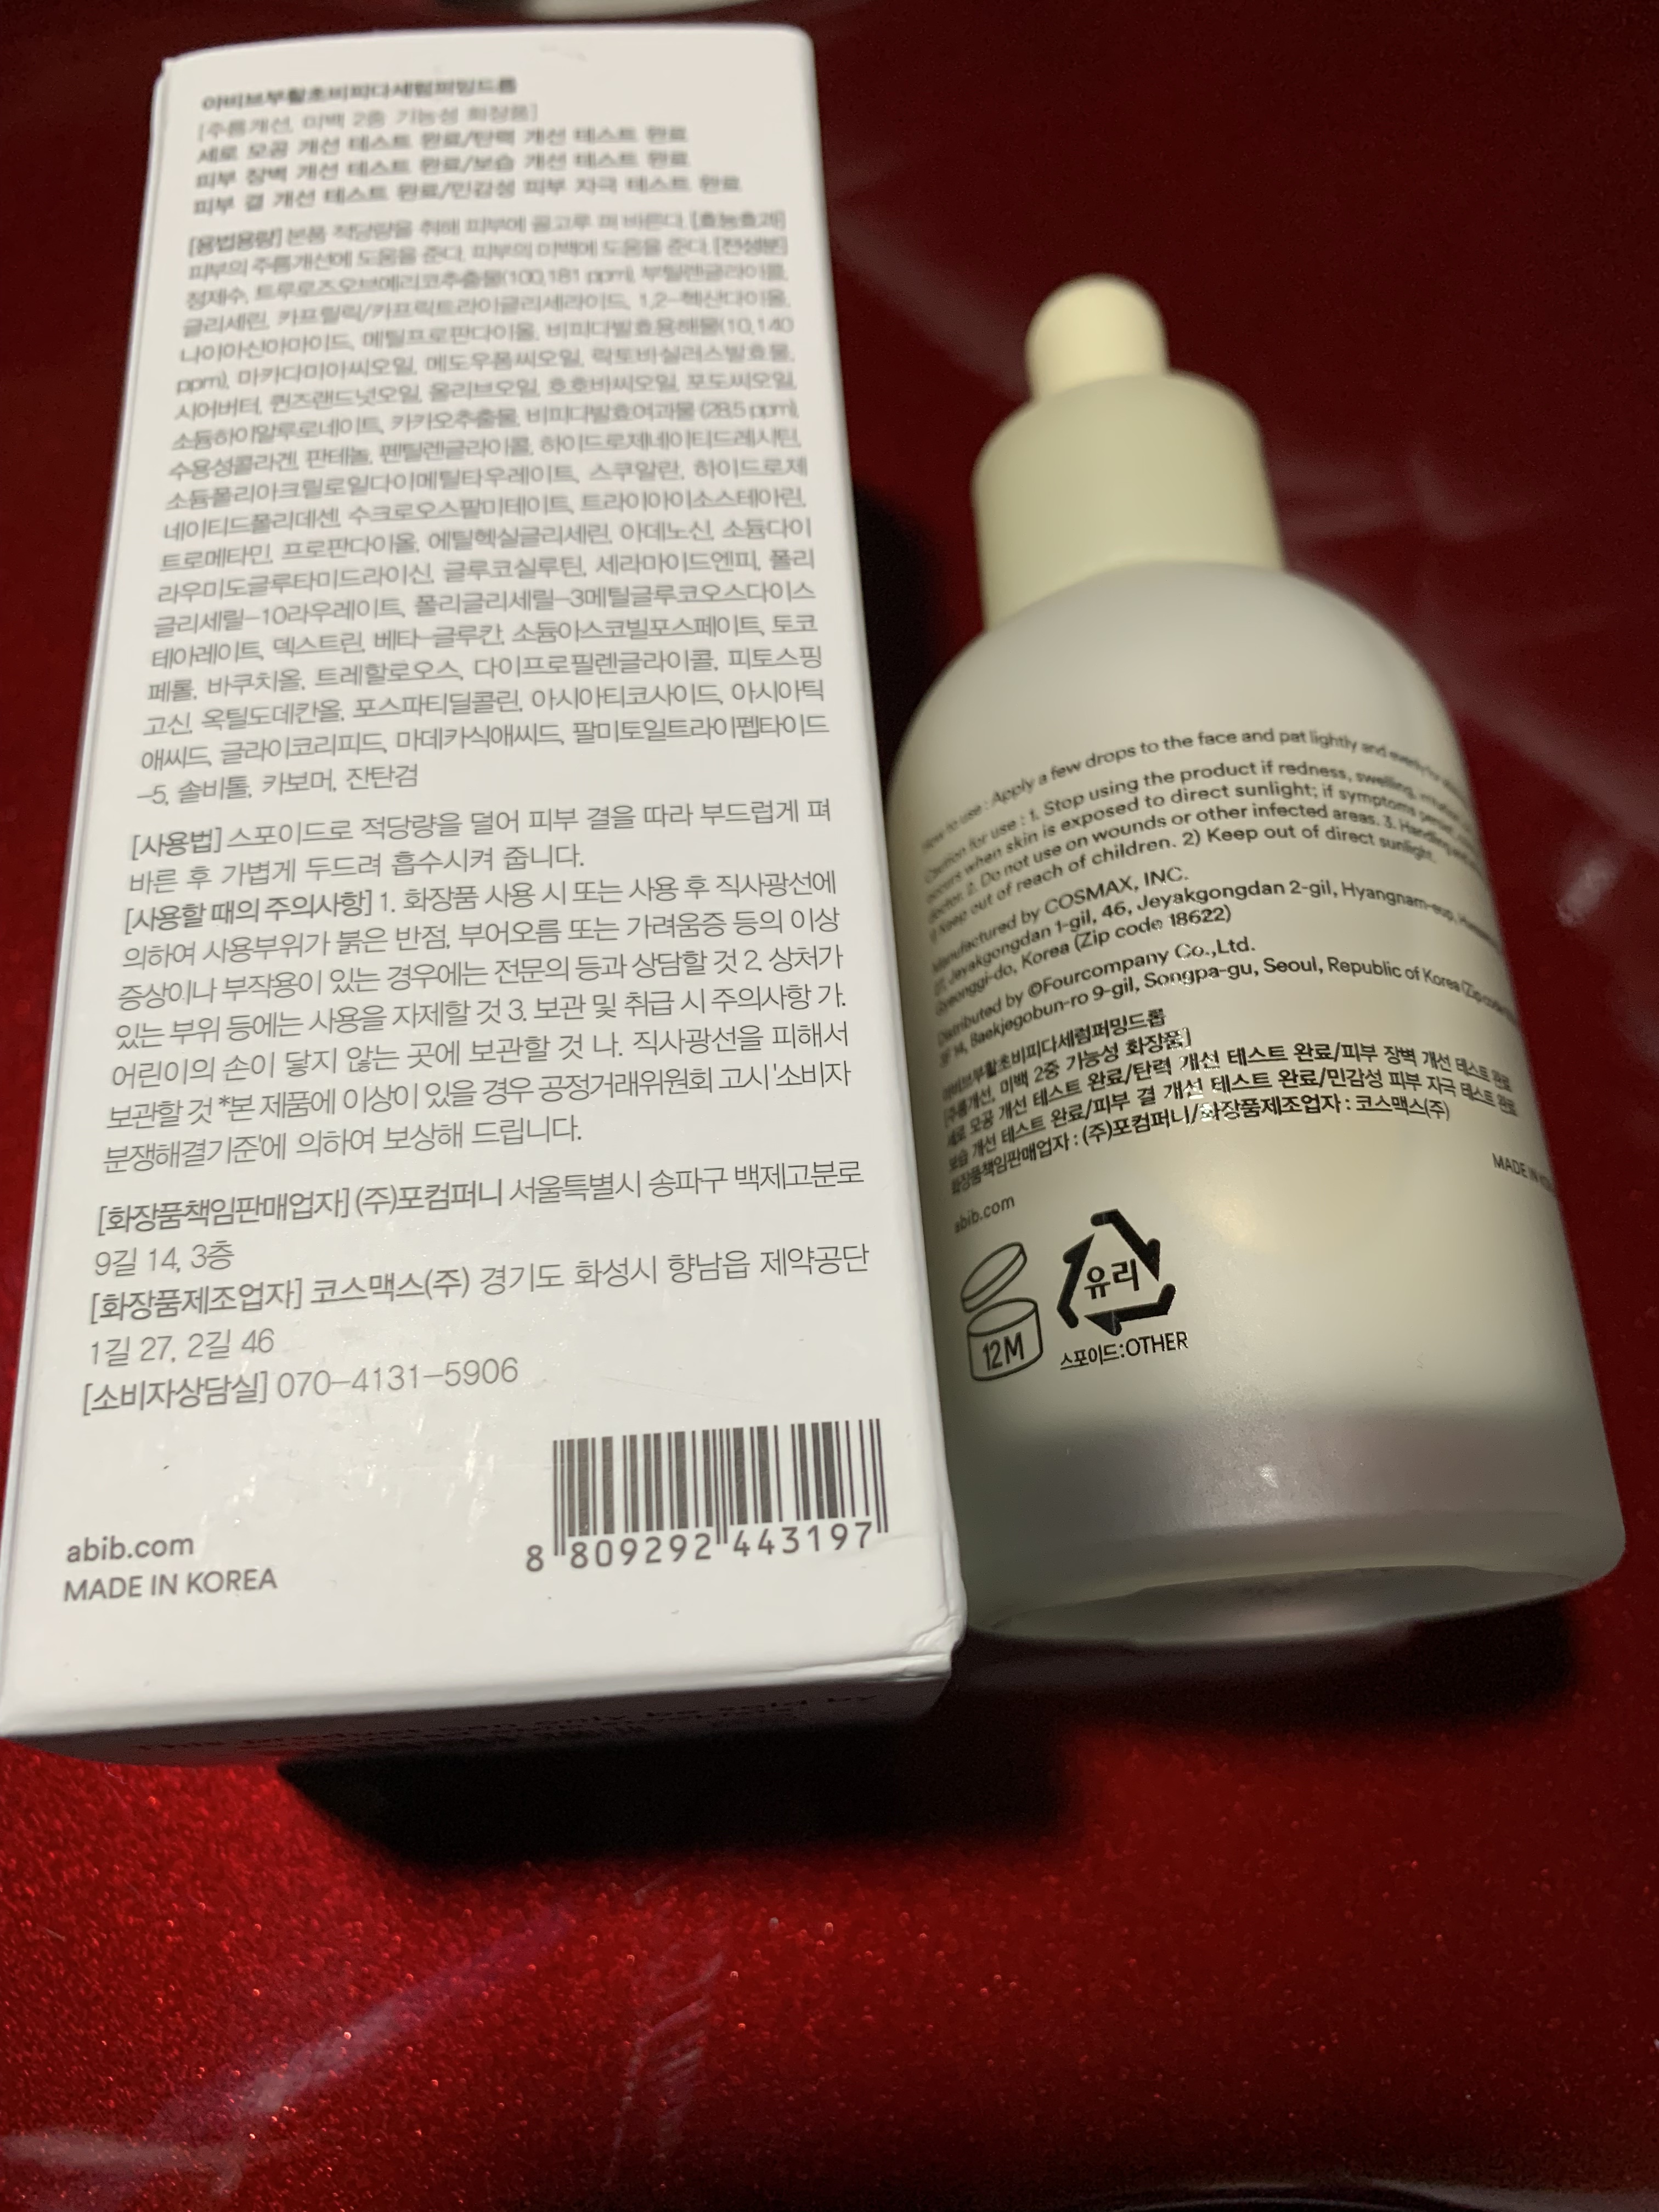 아비브부활초비피다세럼퍼밍드롭
[주름개선, 미백 2중 기능성 화장품]
세로 모공 개선 테스트 완료/탄력 개선 테스트 완료
피부 장벽 개선 테스트 완료/보습 개선 테스트 완료
피부 결 개선 테스트 완료/민감성 피부 자극 테스트 완료
[용법용량] 본품 적당량을 취해 피부에 골고루 펴 바른다. [효능효과]
피부의 주름개선에 도움을 준다. 피부의 미백에 도움을 준다. [전성분]
정제수, 트루로즈오브예리코추출물(100,181 ppm), 부틸렌글라이콜,
글리세린, 카프릴릭/카프릭트라이글리세라이드, 1,2-헥산다이올,
나이아신아마이드, 메틸프로판다이올, 비피다발효용해물(10,140
ppm), 마카다미아씨오일, 메도우폼씨오일, 락토바실러스발효물,
시어버터, 퀸즈랜드넛오일, 올리브오일, 호호바씨오일, 포도씨오일,
소듐하이알루로네이트, 카카오추출물, 비피다발효여과물 (28.5 ppm),
수용성콜라겐, 판테놀, 펜틸렌글라이콜, 하이드로제네이티드레시틴,
소듐폴리아크릴로일다이메틸타우레이트, 스쿠알란, 하이드로제
네이티드폴리데센, 수크로오스팔미테이트, 트라이아이소스테아린,
트로메타민, 프로판다이올, 에틸헥실글리세린, 아데노신, 소듐다이
라우미도글루타미드라이신, 글루코실루틴, 세라마이드엔피, 폴리
글리세릴-10라우레이트, 폴리글리세릴-3메틸글루코오스다이스
테아레이트, 덱스트린, 베타-글루칸, 소듐아스코빌포스페이트, 토코
페롤, 바쿠치올, 트레할로오스, 다이프로필렌글라이콜, 피토스핑
고신, 옥틸도데칸올, 포스파티딜콜린, 아시아티코사이드, 아시아틱
애씨드, 글라이코리피드, 마데카식애씨드, 팔미토일트라이펩타이드
-5, 솔비톨, 카보머, 잔탄검
[사용법] 스포이드로 적당량을 덜어 피부 결을 따라 부드럽게 펴
바른 후 가볍게 두드려 흡수시켜 줍니다.
[사용할 때의 주의사항] 1. 화장품 사용 시 또는 사용 후 직사광선에
의하여 사용부위가 붉은 반점, 부어오름 또는 가려움증 등의 이상
증상이나 부작용이 있는 경우에는 전문의 등과 상담할 것 2. 상처가
있는 부위 등에는 사용을 자제할 것 3. 보관 및 취급 시 주의사항 가.
어린이의 손이 닿지 않는 곳에 보관할 것 나. 직사광선을 피해서
보관할 것 *본 제품에 이상이 있을 경우 공정거래위원회 고시 '소비자
분쟁해결기준'에 의하여 보상해 드립니다.
[화장품책임판매업자] (주)포컴퍼니 서울특별시 송파구 백제고분로
9길 14, 3층
[화장품제조업자] 코스맥스(주) 경기도 화성시 향남읍 제약공단
1길 27, 2길 46
[소비자상담실] 070-4131-5906
abib.com
MADE IN KOREA
8 809292 443197
This product can only be sold by
How to use : Apply a few drops to the face and pat lightly and evenly for
Caution for use : 1. Stop using the product if redness, swelling,
occurs when skin is exposed to direct sunlight; if symptoms persist,
doctor. 2. Do not use on wounds or other infected areas. 3. Handling
1) Keep out of reach of children. 2) Keep out of direct sunlight.
Manufactured by COSMAX, INC.
27, Jeyakgongdan 1-gil, 46, Jeyakgongdan 2-gil, Hyangnam-eup,
Gyeonggi-do, Korea (Zip code 18622)
Distributed by ©Fourcompany Co.,Ltd.
3F 14, Baekjegobun-ro 9-gil, Songpa-gu, Seoul, Republic of Korea (Zip code
아비브부활초비피다세럼퍼밍드롭
[주름개선, 미백 2중 기능성 화장품]
세로 모공 개선 테스트 완료/탄력 개선 테스트 완료/피부 장벽 개선 테스트 완료
보습 개선 테스트 완료/피부 결 개선 테스트 완료/민감성 피부 자극 테스트 완료
화장품책임판매업자 : (주)포컴퍼니/화장품제조업자 : 코스맥스(주)
MADE IN
abib.com
12M
유리
스포이드:OTHER